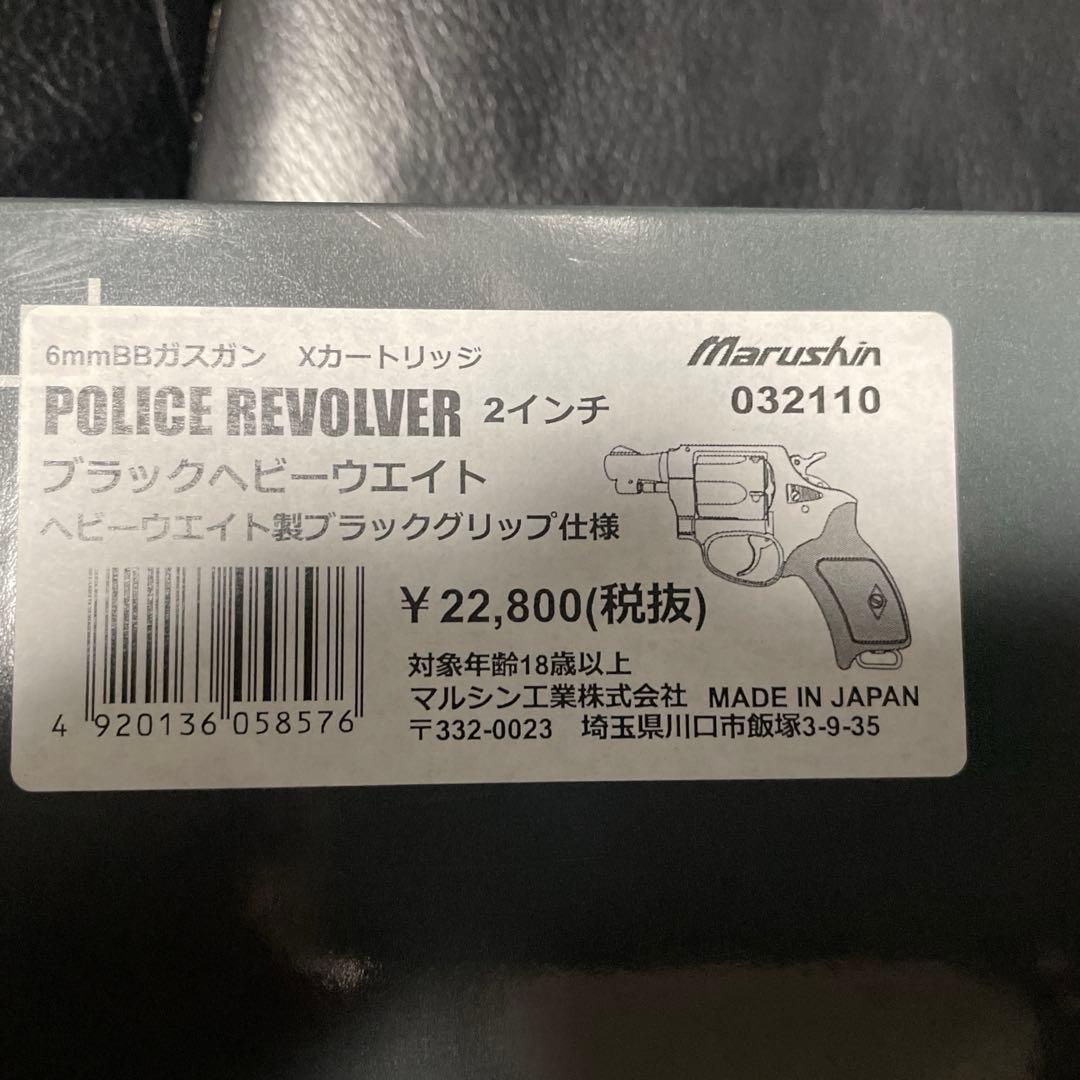 6mmBBガスガン Xカートリッジ
Marushin
POLICE REVOLVER 2インチ
032110
ブラックヘビーウエイト
ヘビーウエイト製ブラックグリップ仕様
¥22,800(税抜)
対象年齢18歳以上
マルシン工業株式会社 MADE IN JAPAN
〒332-0023 埼玉県川口市飯塚3-9-35
4 920136 058576